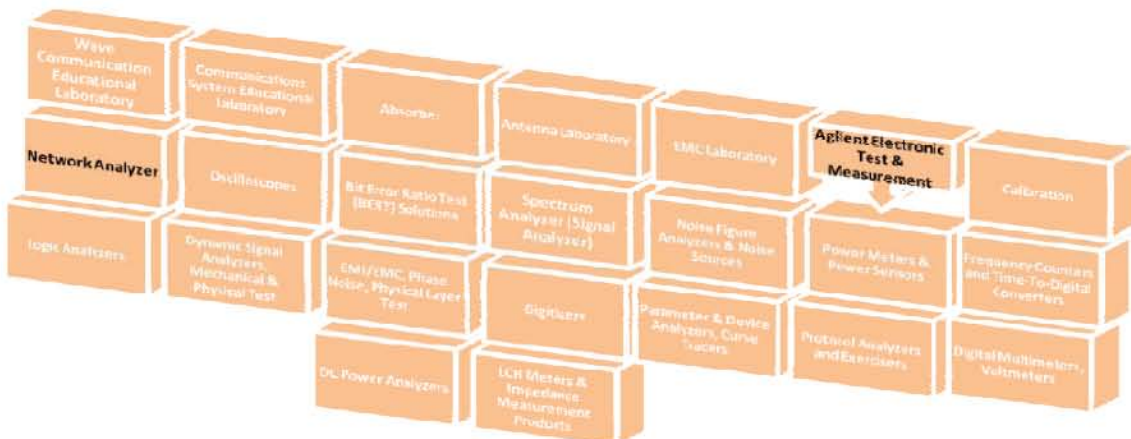 Wave
Communication
Educational
Laboratory
Communications
System Educational
Laboratory
Absorber
Antenna Laboratory
EMC Laboratory
Agilent Electronic
Test &
Measurement
Calibration
Network Analyzer
Oscilloscopes
Bit Error Ratio Test
(BERT) Solutions
Spectrum
Analyzer (Signal
Analyzer)
Noise Figure
Analyzers & Noise
Sources
Power Meters &
Power Sensors
Frequency Counters
and Time-To-Digital
Converters
Logic Analyzers
Dynamic Signal
Analyzers,
Mechanical &
Physical Test
EMI/EMC, Phase
Noise, Physical Layer
Test
Digitizers
Parameter & Device
Analyzers, Curve
Tracers
Protocol Analyzers
and Exercisers
Digital Multimeters,
Voltmeters
DC Power Analyzers
LCR Meters &
Impedance
Measurement
Products